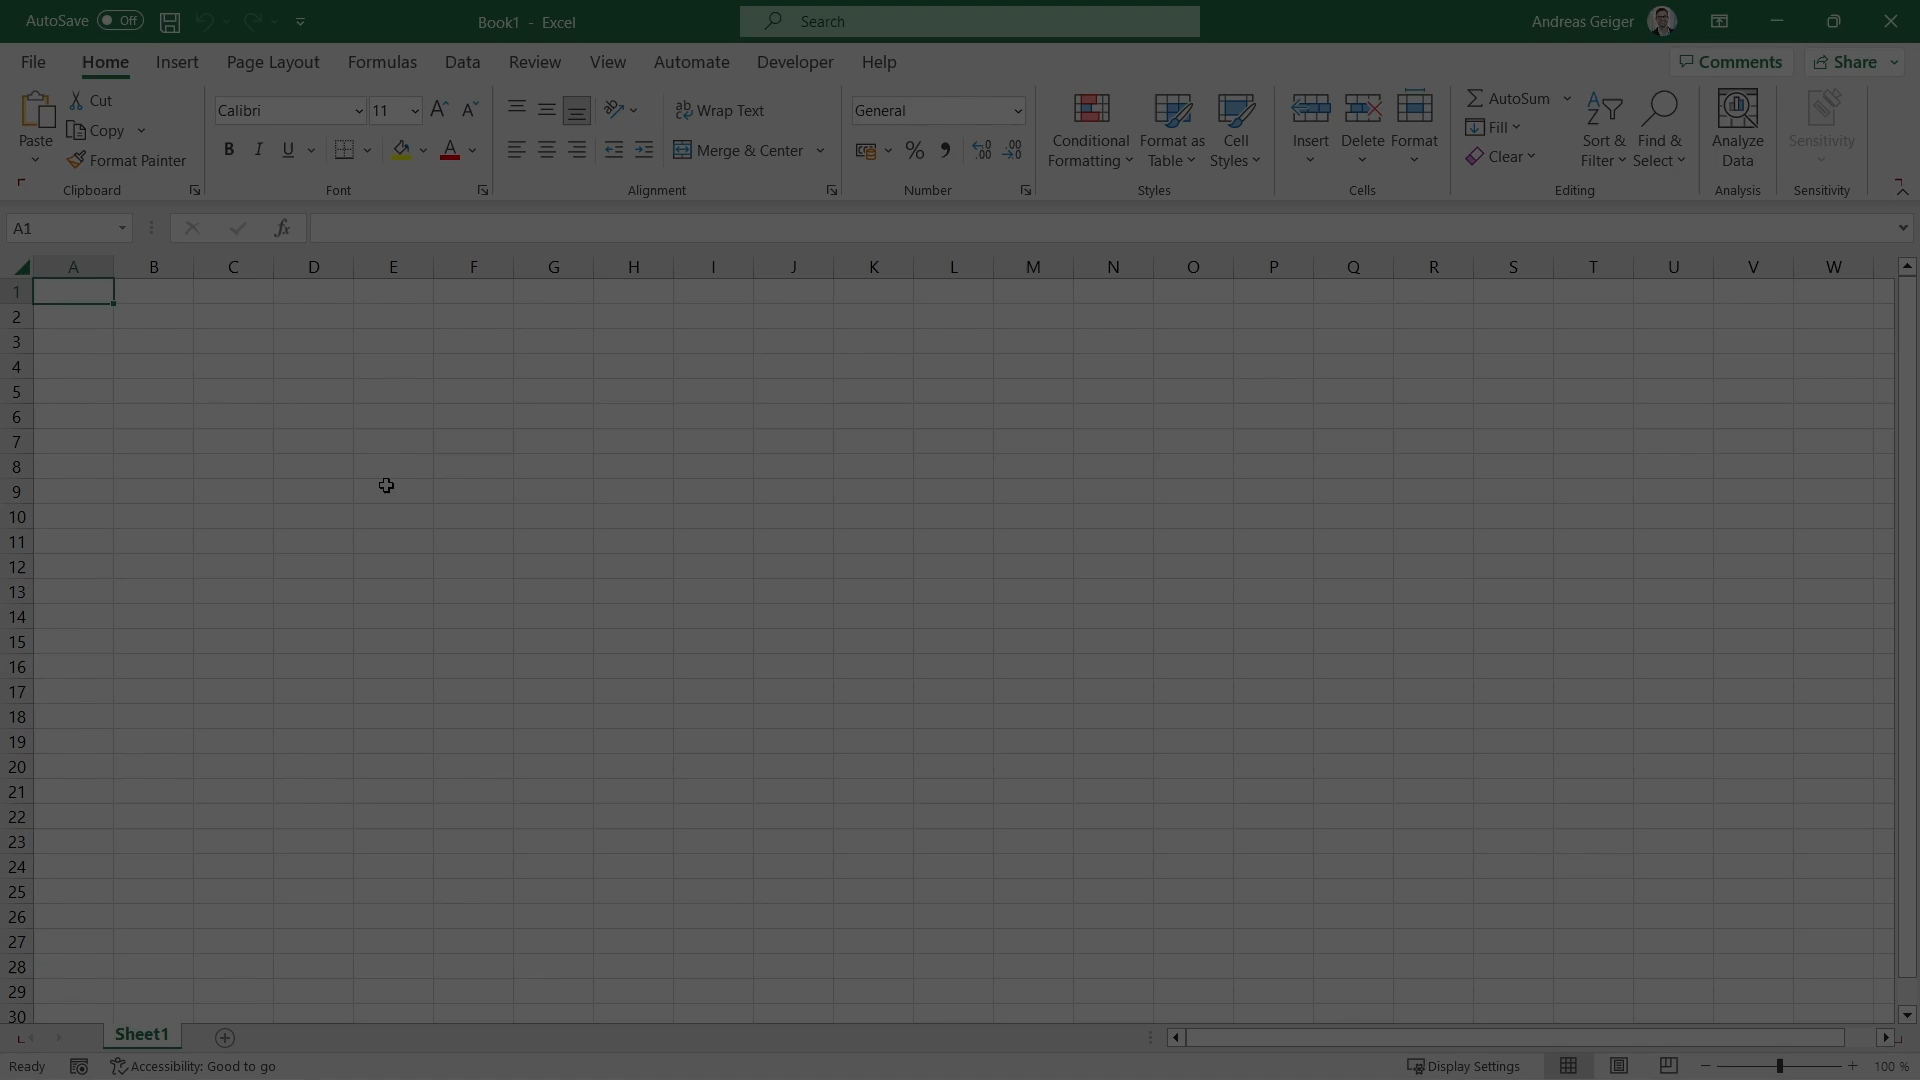 AutoSave Off Book1 - Excel Search Andreas Geiger
File Home Insert Page Layout Formulas Data Review View Automate Developer Help Comments Share
Paste Cut Copy Format Painter Clipboard
Calibri 11 B I U A Font
ab Wrap Text Merge & Center Alignment
General % Number
Conditional Formatting Format as Table Cell Styles Styles
Insert Delete Format Cells
AutoSum Fill Clear Sort & Filter Find & Select Editing
Analyze Data Analysis
Sensitivity Sensitivity
A1 fx
A B C D E F G H I J K L M N O P Q R S T U V W
1
2
3
4
5
6
7
8
9
10
11
12
13
14
15
16
17
18
19
20
21
22
23
24
25
26
27
28
29
30
Sheet1
Ready Accessibility: Good to go Display Settings 100 %